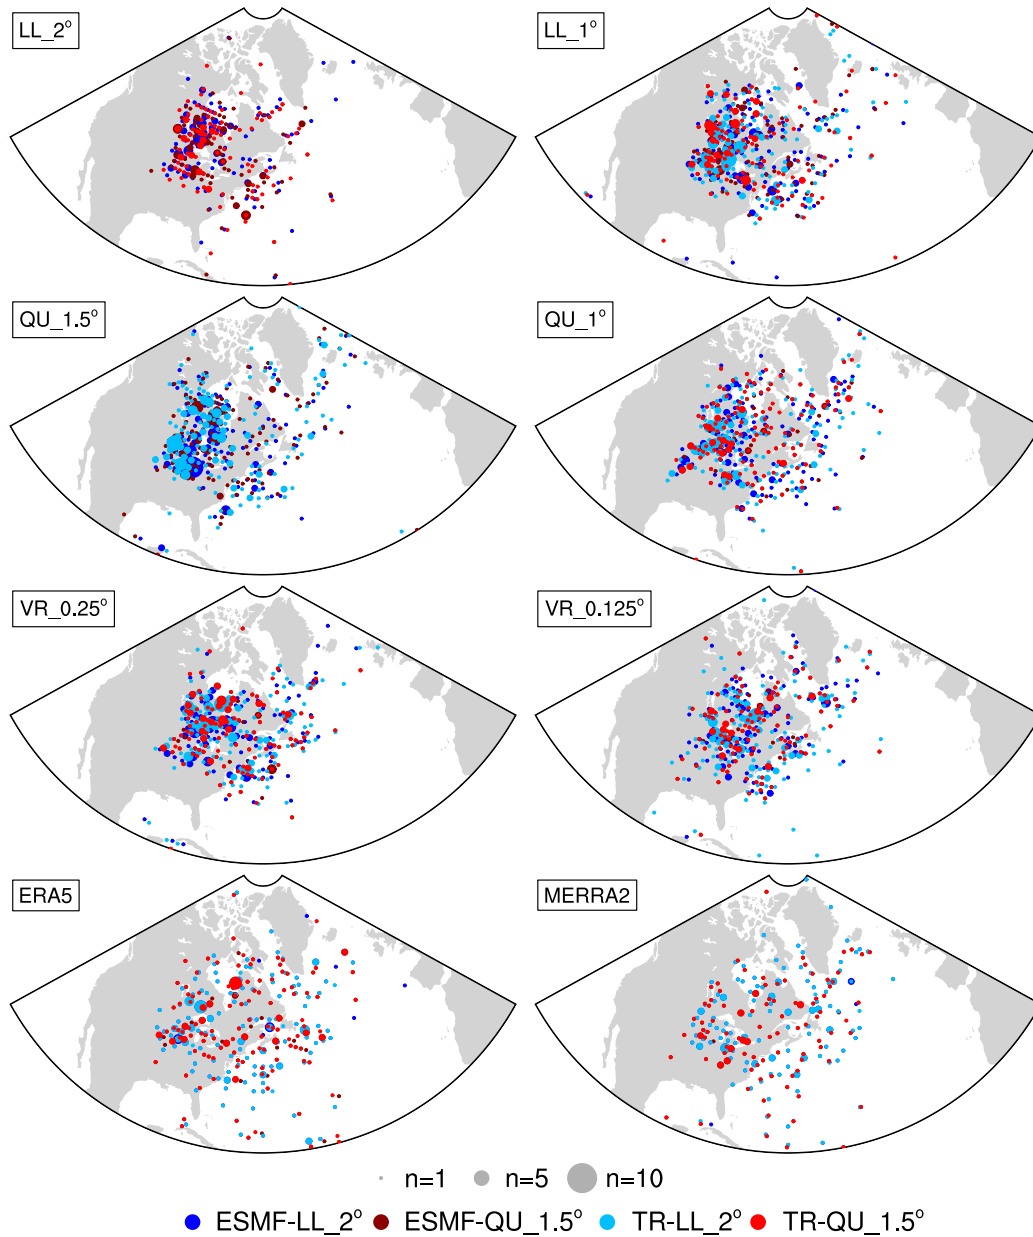 LL_2°
LL_1°
QU_1.5°
QU_1°
VR_0.25°
VR_0.125°
ERA5
MERRA2
n=1 n=5 n=10
ESMF-LL_2° ESMF-QU_1.5° TR-LL_2° TR-QU_1.5°